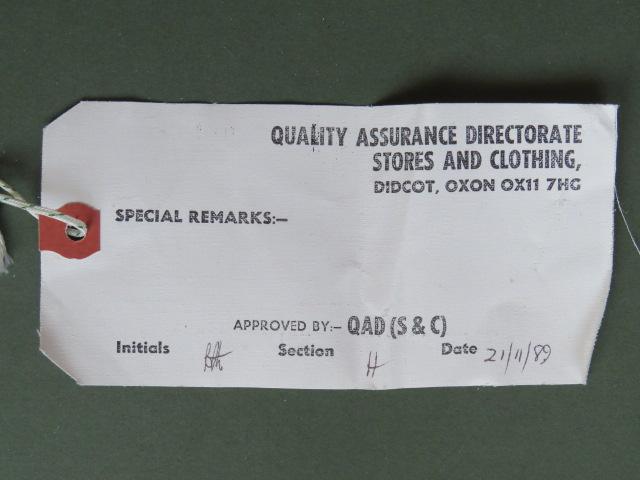 QUALITY ASSURANCE DIRECTORATE
STORES AND CLOTHING,
DIDCOT, OXON OX11 7HG
SPECIAL REMARKS:—
APPROVED BY:— QAD (S & C)
Initials Section H Date 21/11/89